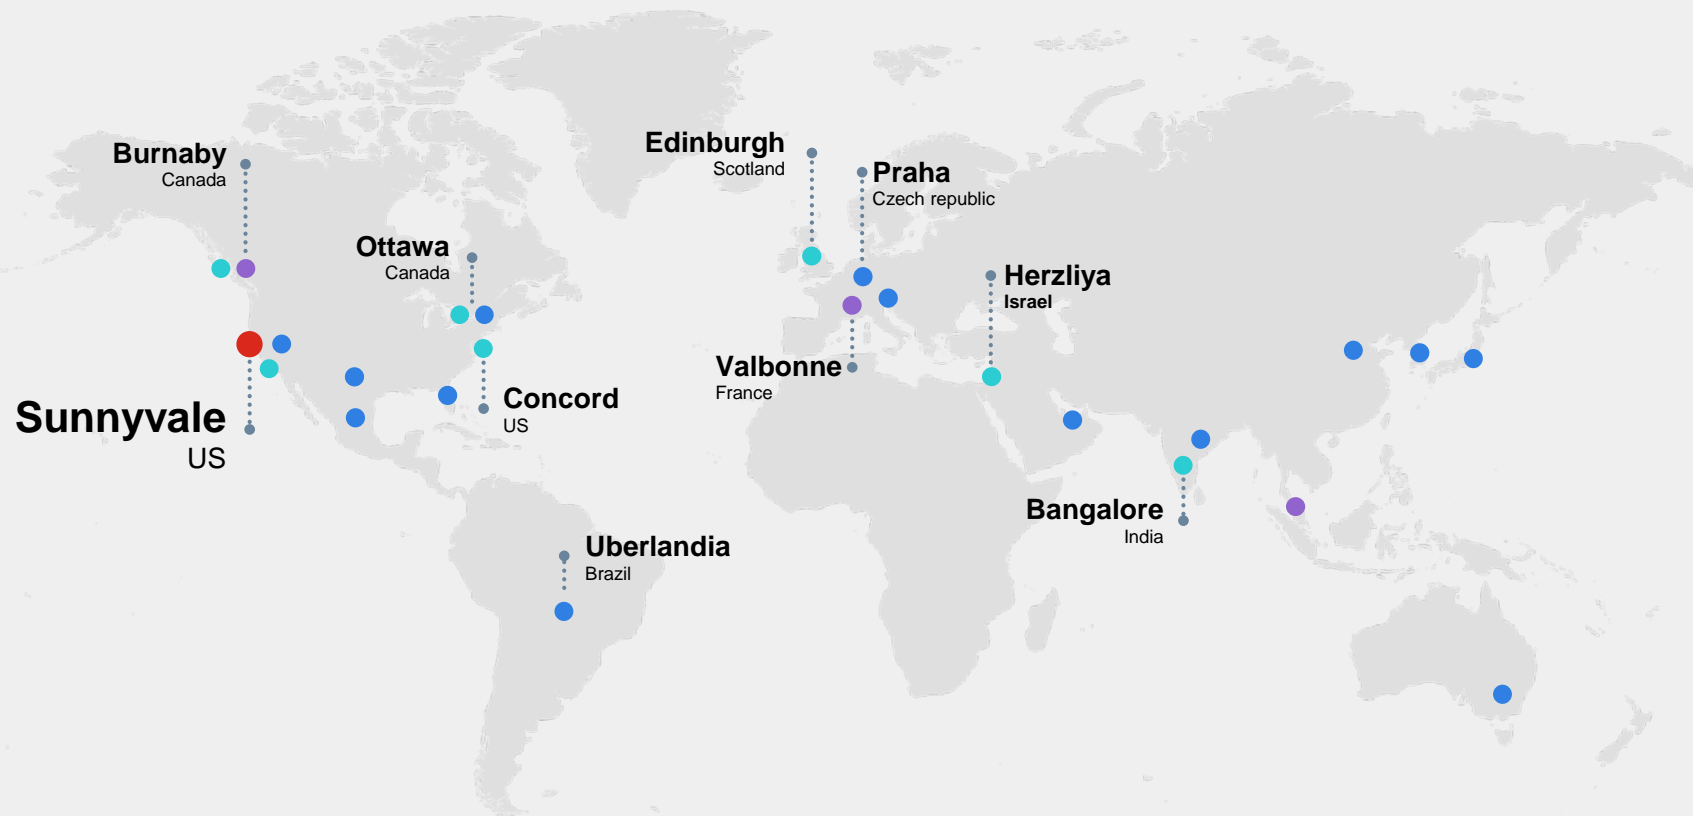 Burnaby
Canada
Edinburgh
Scotland
Praha
Czech republic
Ottawa
Canada
Herzliya
Israel
Valbonne
France
Concord
US
Sunnyvale
US
Bangalore
India
Uberlandia
Brazil